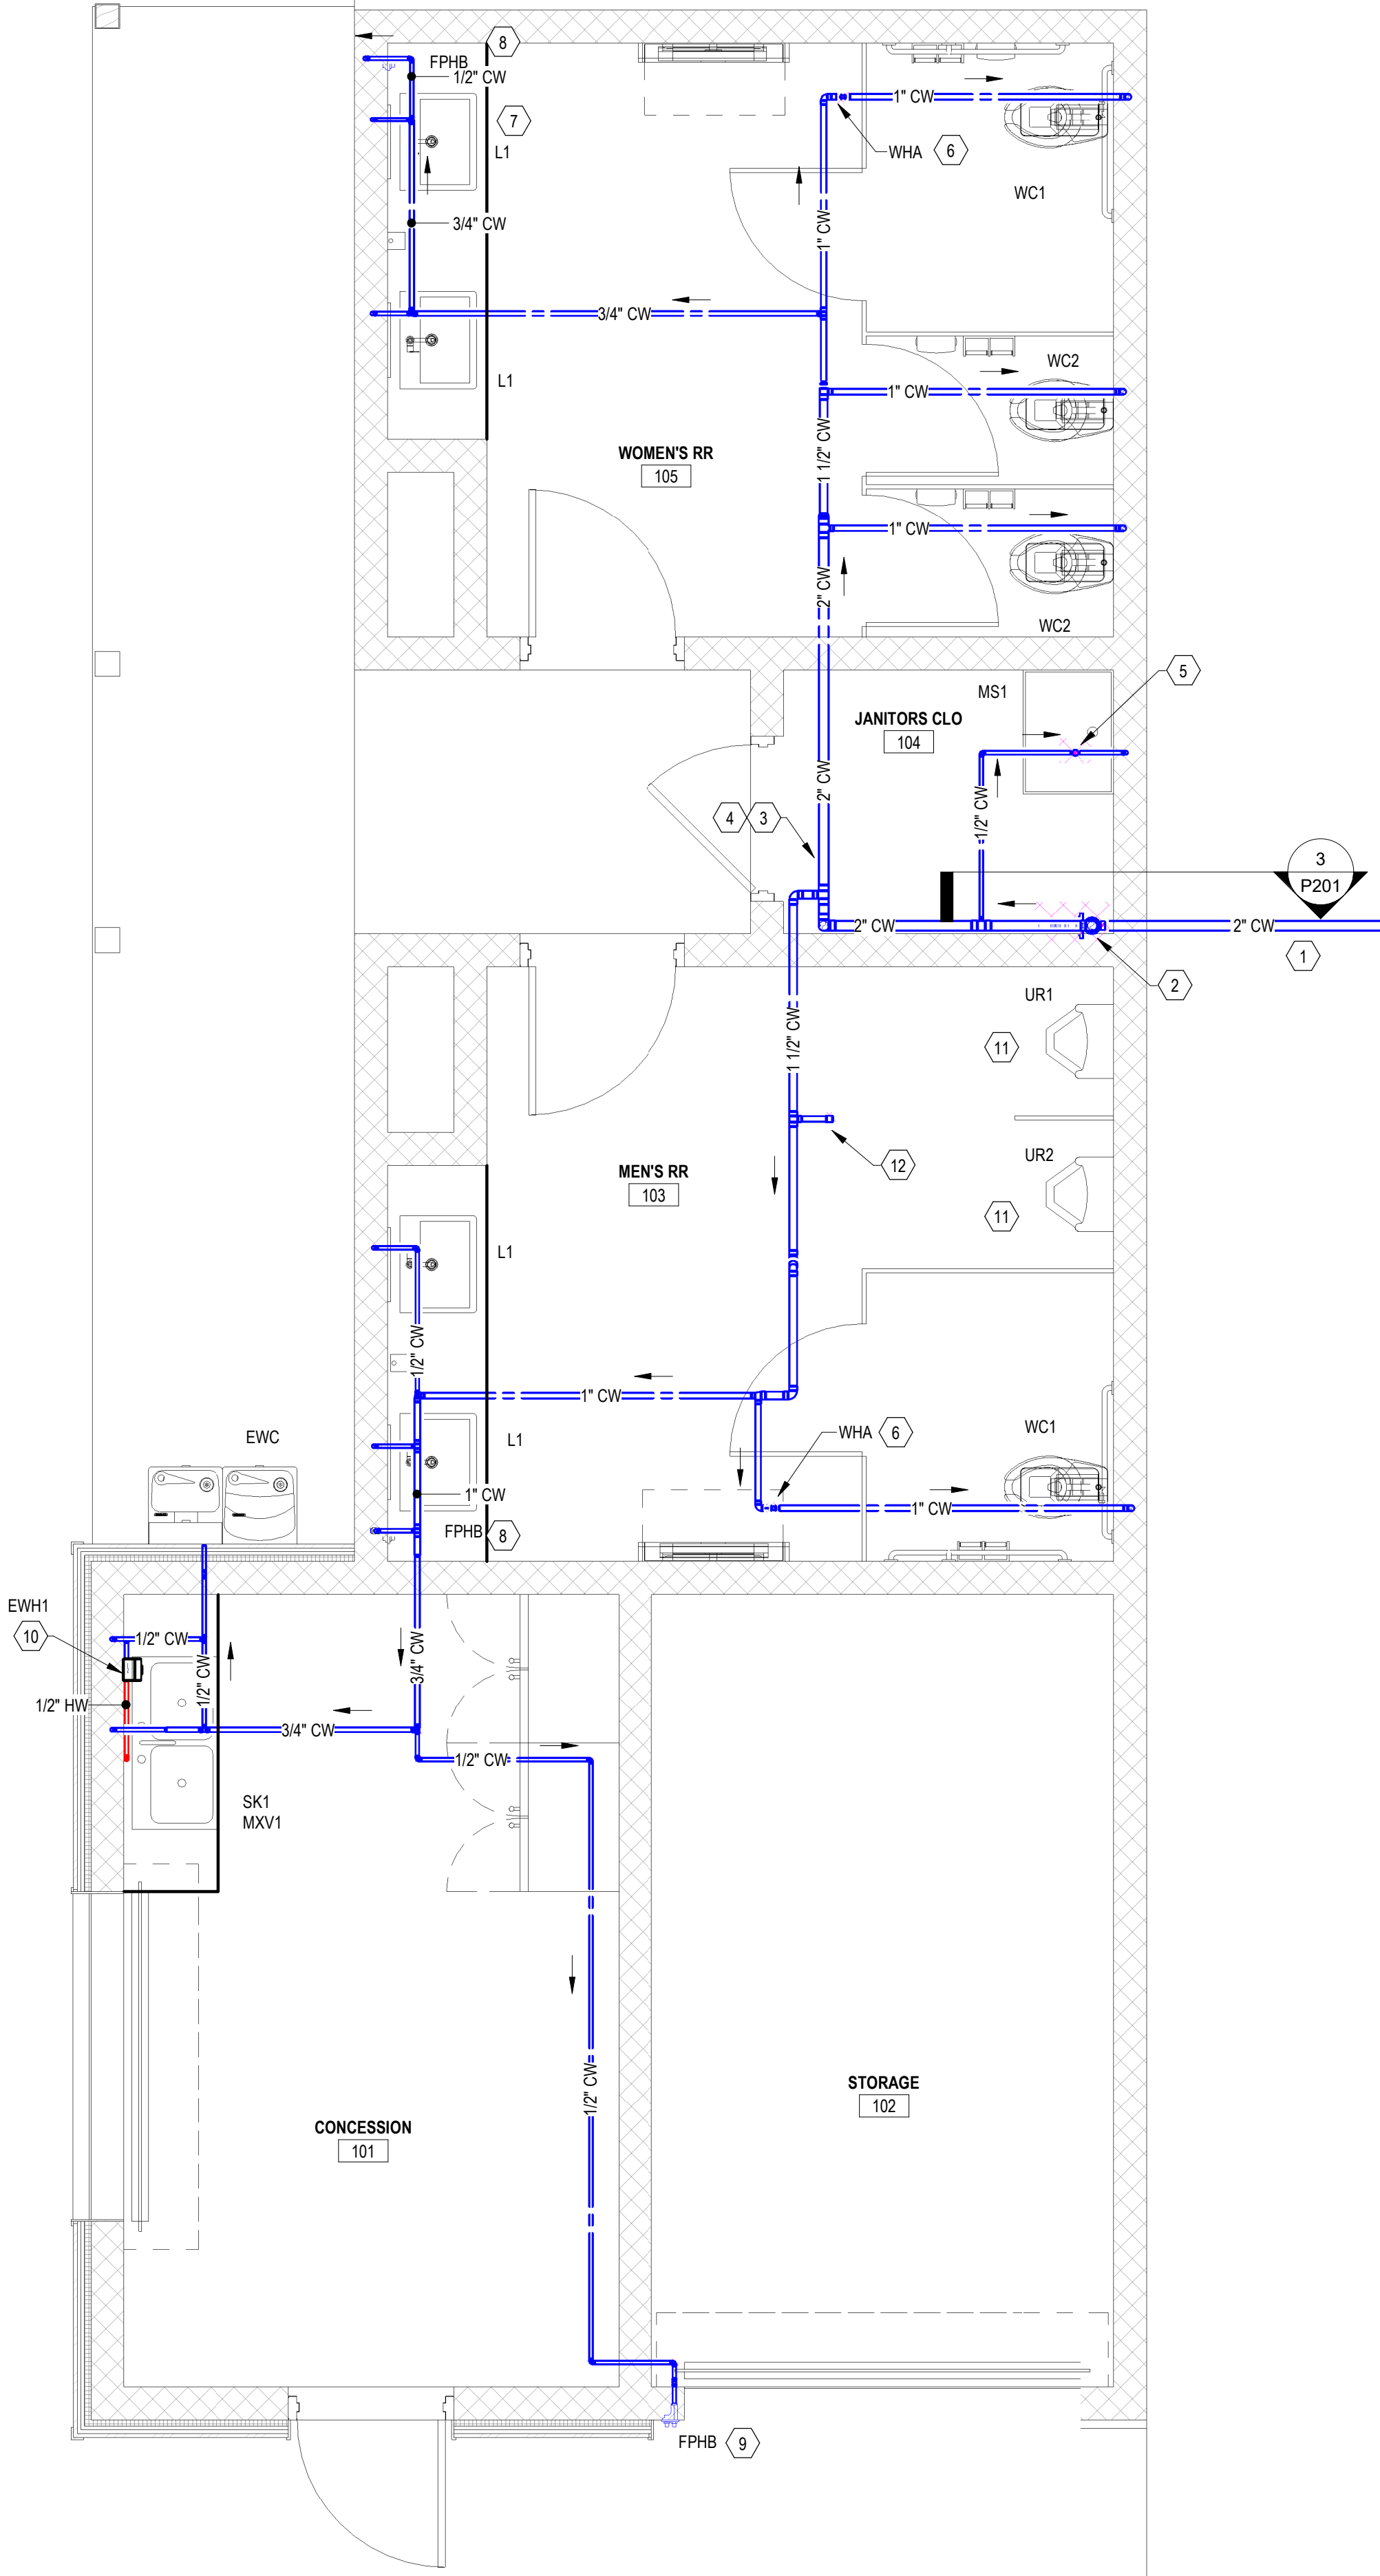 8
FPHB
1/2" CW
7
L1
1" CW
WHA
6
WC1
1" CW
3/4" CW
3/4" CW
L1
WC2
1" CW
1 1/2" CW
WOMEN'S RR
105
1" CW
2" CW
WC2
MS1
5
JANITORS CLO
104
2" CW
1/2" CW
4
3
3
P201
2" CW
2" CW
1
2
UR1
11
1 1/2" CW
12
UR2
11
MEN'S RR
103
L1
1/2" CW
1" CW
EWC
L1
WHA
6
WC1
1" CW
1" CW
FPHB
8
EWH1
10
1/2" CW
1/2" CW
3/4" CW
1/2" HW
3/4" CW
1/2" CW
SK1
MXV1
1/2" CW
STORAGE
102
CONCESSION
101
FPHB
9